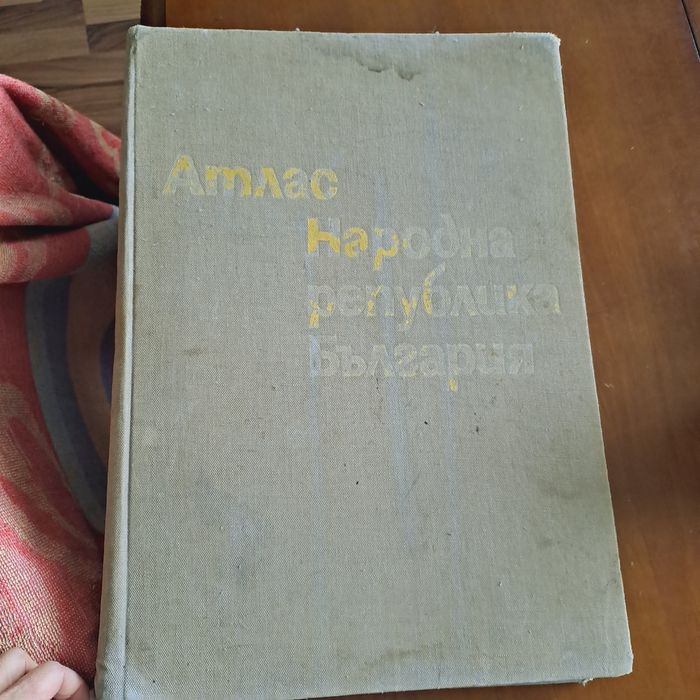 Атлас
Народна
република
България